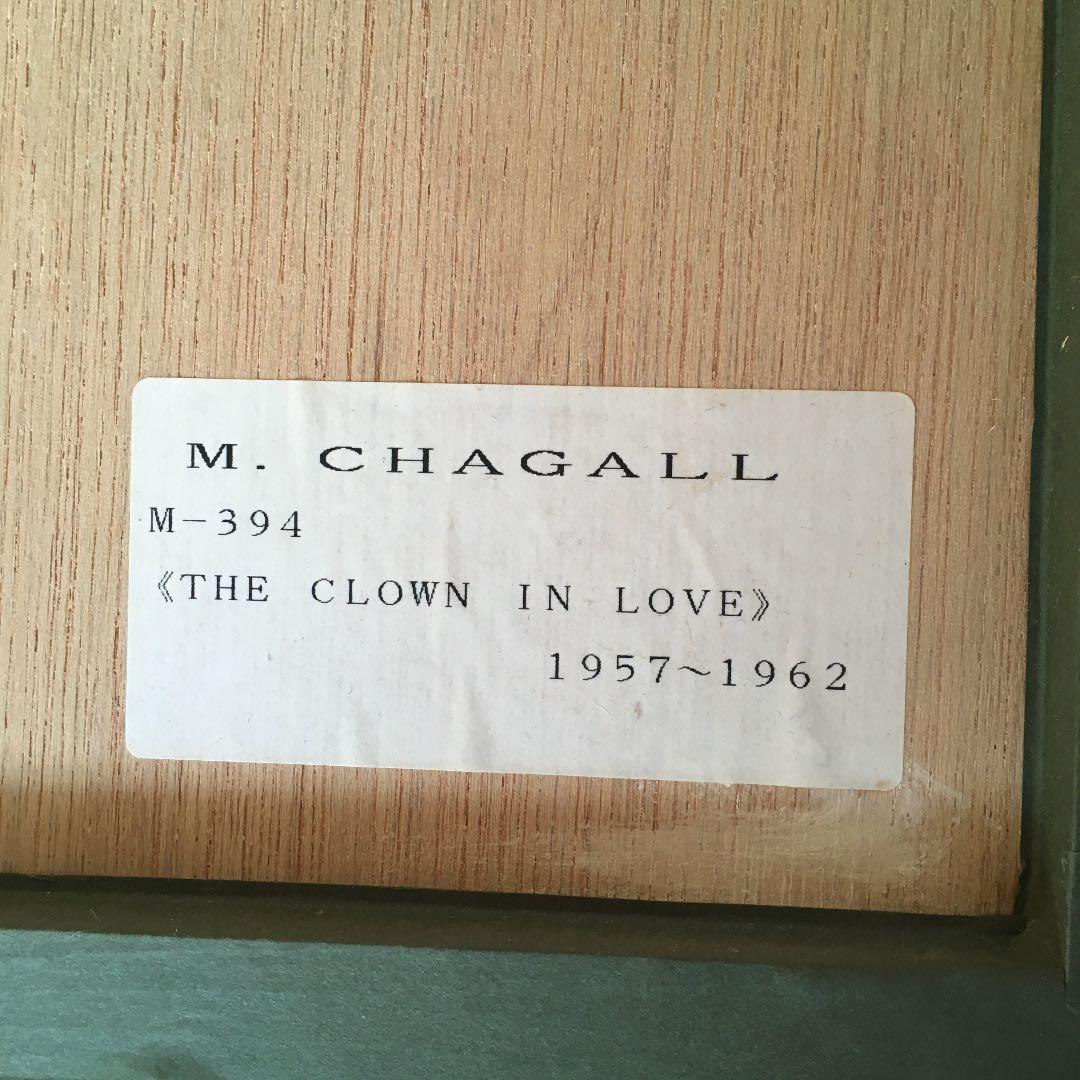 M. CHAGALL
M-394
《THE CLOWN IN LOVE》
1957~1962